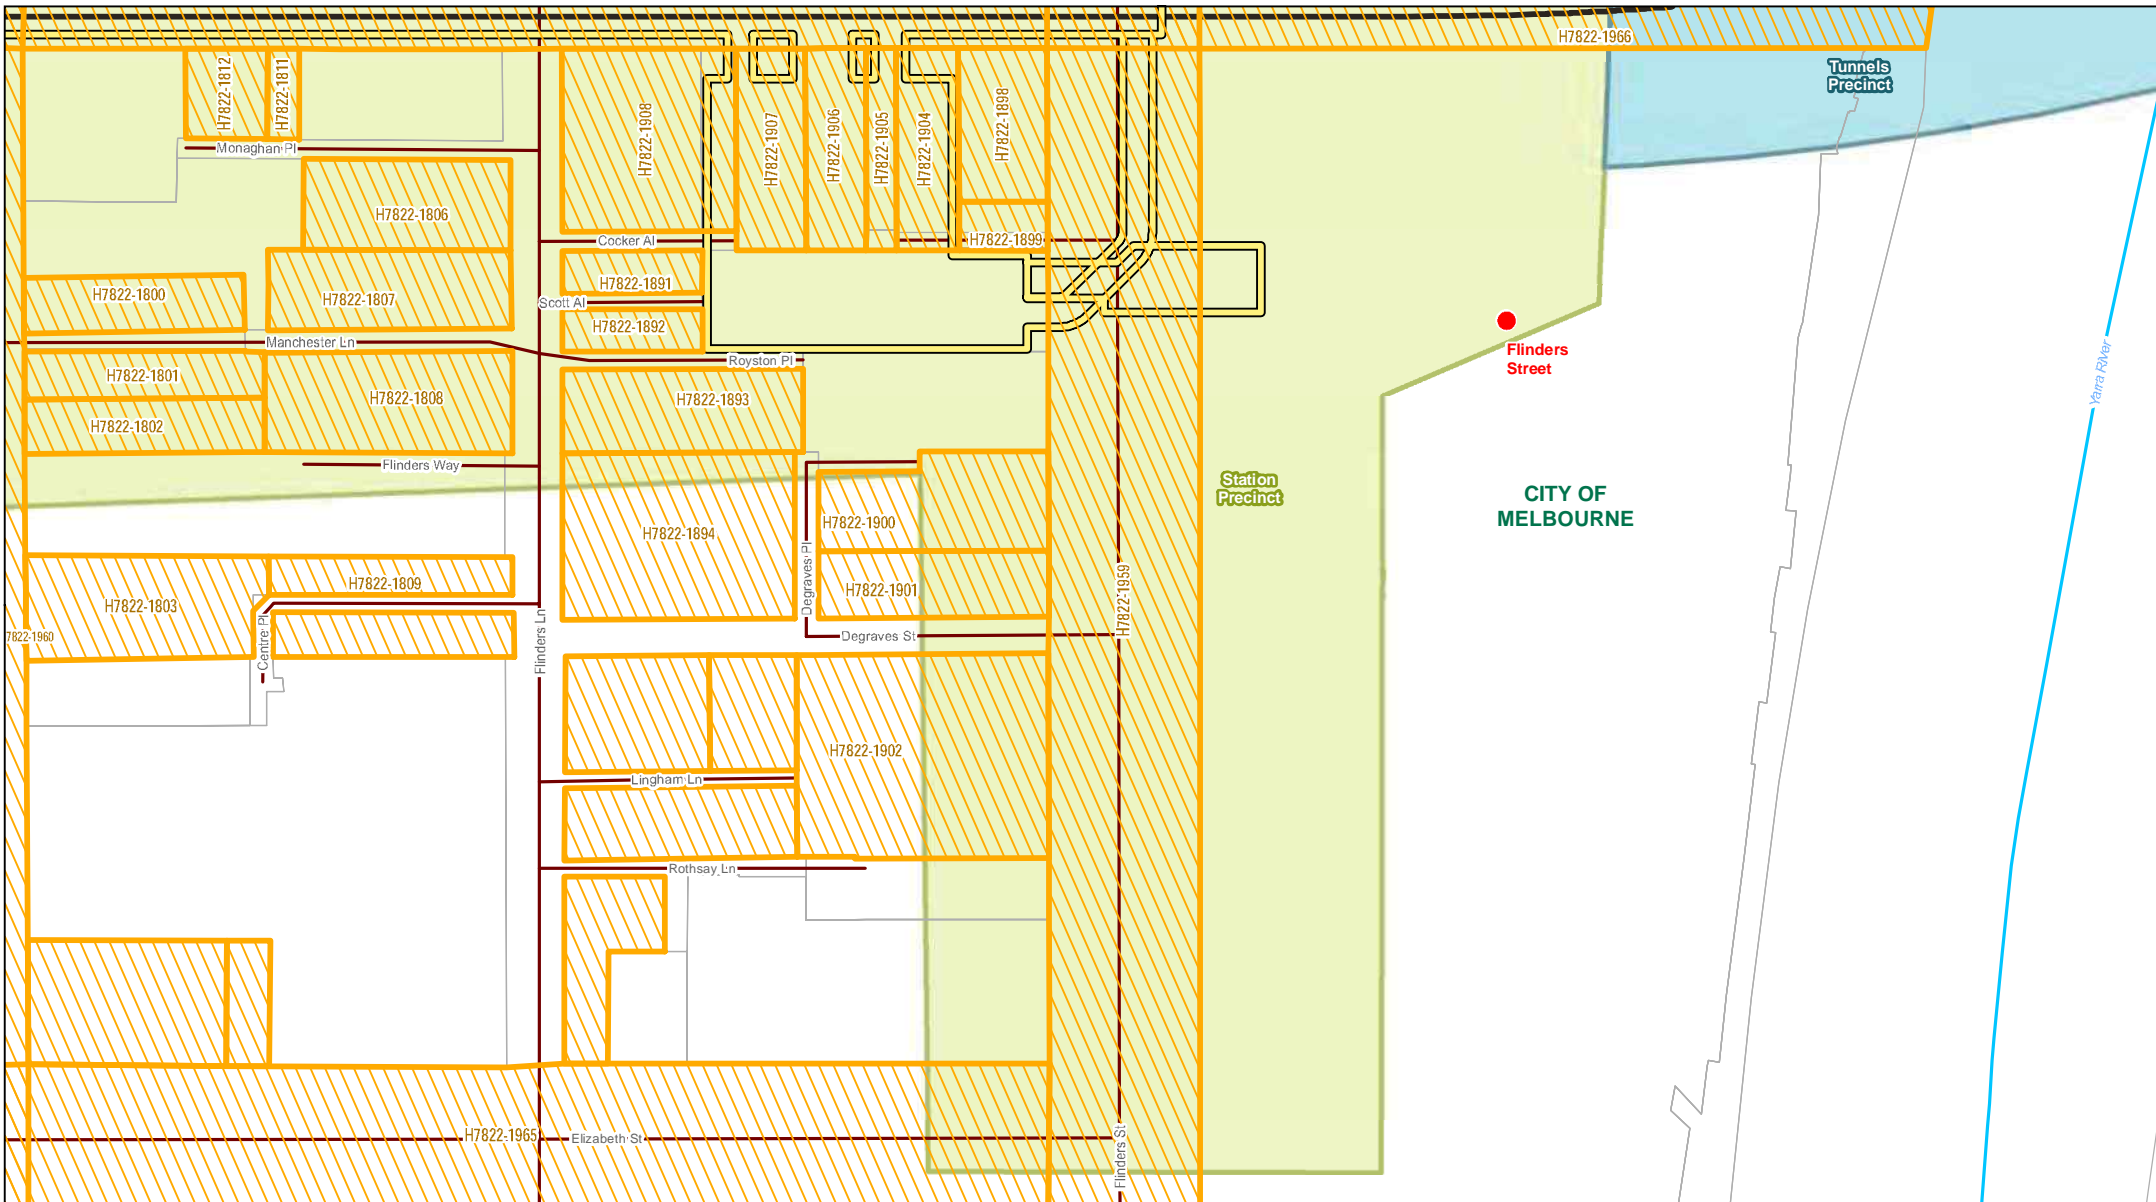 H7822-1966
H7822-1812
H7822-1811
Tunnels
Precinct
H7822-1908
H7822-1907
H7822-1906
H7822-1905
H7822-1904
H7822-1898
Monaghan Pl
H7822-1806
Cocker Al
H7822-1899
H7822-1800
H7822-1807
H7822-1891
Scott Al
H7822-1892
Manchester Ln
Royston Pl
Flinders
Street
H7822-1801
H7822-1808
H7822-1893
Yarra River
H7822-1802
Flinders Way
Station
Precinct
CITY OF
MELBOURNE
H7822-1894
H7822-1900
Degraves Pl
H7822-1901
H7822-1959
H7822-1809
H7822-1803
7822-1960
Centre Pl
Flinders Ln
Degraves St
H7822-1902
Lingham Ln
Rothsay Ln
H7822-1965
Elizabeth St
Flinders St